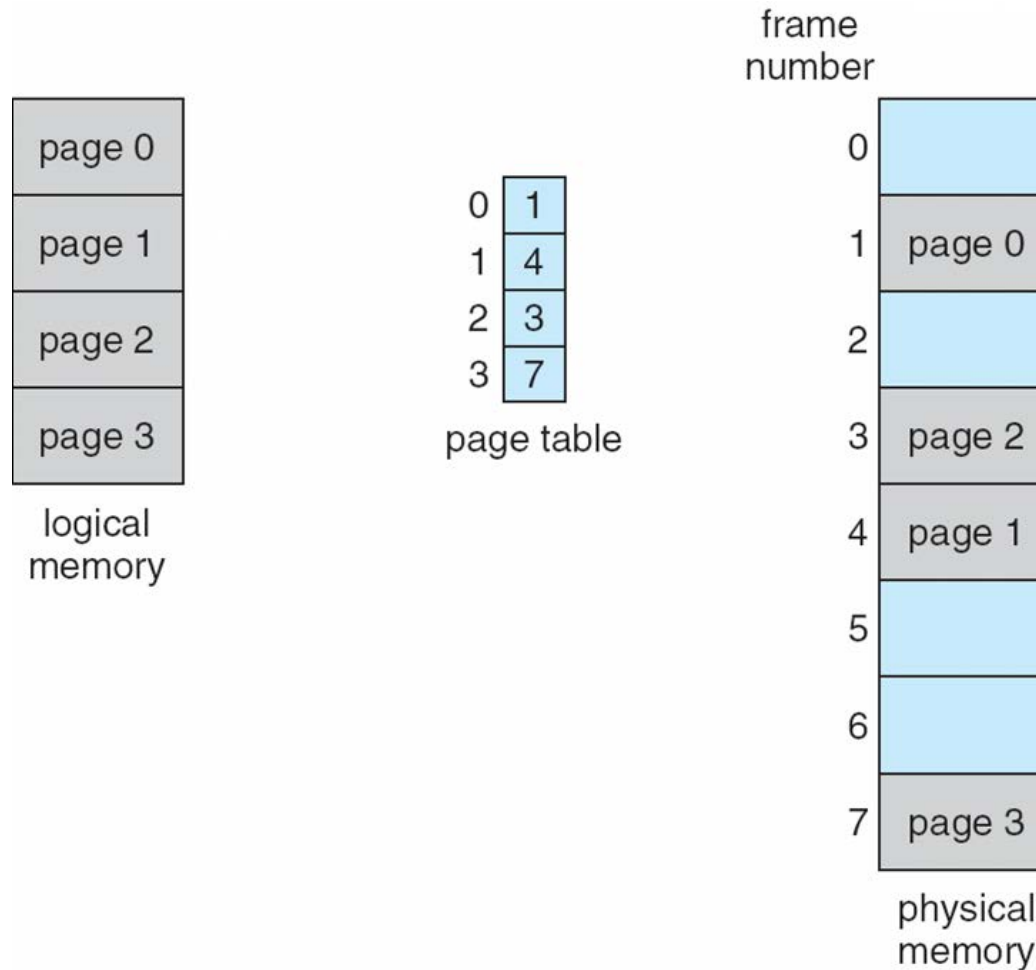 page 0
page 1
page 2
page 3
logical
memory
0 1
1 4
2 3
3 7
page table
frame
number
0
1 page 0
2
3 page 2
4 page 1
5
6
7 page 3
physical
memory